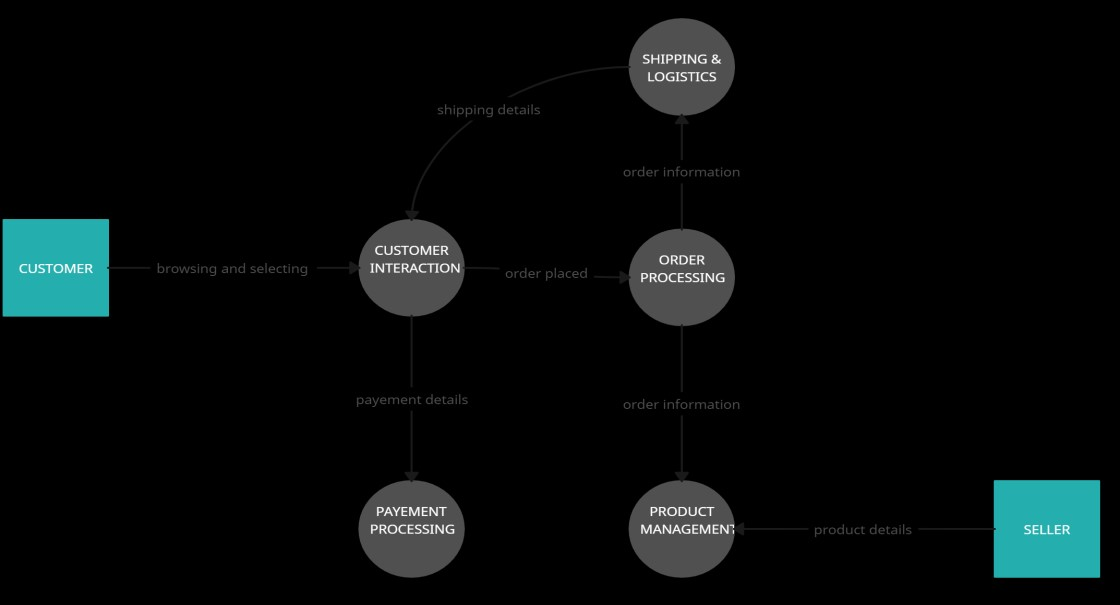 SHIPPING &
LOGISTICS
shipping details
order information
CUSTOMER
browsing and selecting
CUSTOMER
INTERACTION
order placed
ORDER
PROCESSING
payement details
order information
PAYEMENT
PROCESSING
PRODUCT
MANAGEMENT
product details
SELLER